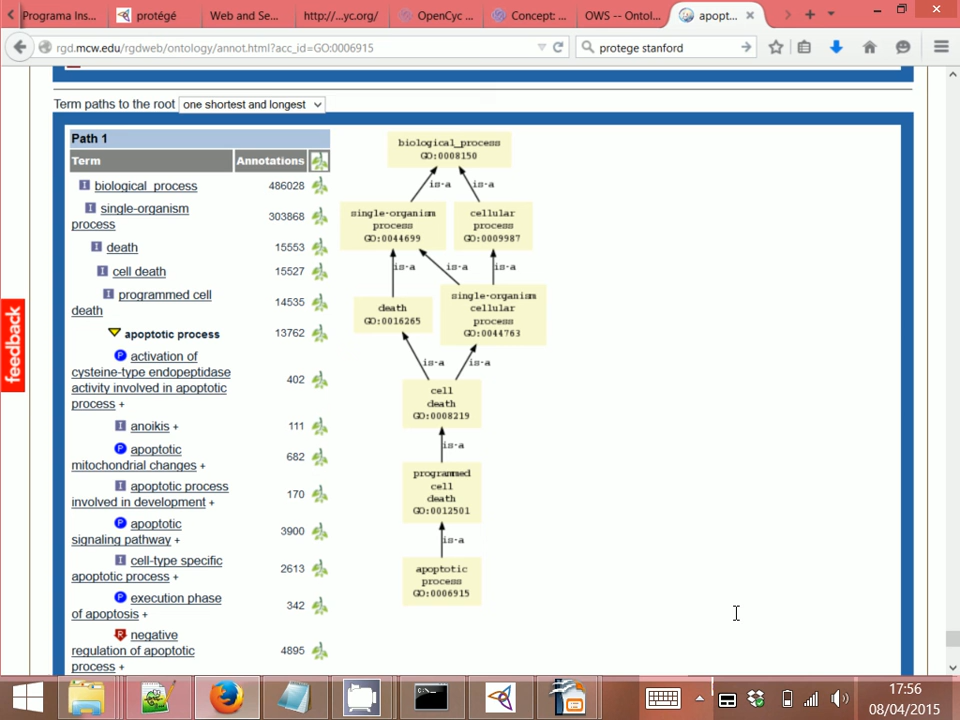 Programa Ins...
protégé
Web and Se...
http://...yc.org/
OpenCyc ...
Concept: ...
OWS -- Ontol...
apopt...
rgd.mcw.edu/rgdweb/ontology/annot.html?acc_id=GO:0006915
protege stanford
Term paths to the root one shortest and longest
Path 1
Term Annotations
biological_process 486028
single-organism
process 303868
death 15553
cell death 15527
programmed cell
death 14535
apoptotic process 13762
activation of
cysteine-type endopeptidase
activity involved in apoptotic
process + 402
anoikis + 111
apoptotic
mitochondrial changes + 682
apoptotic process
involved in development + 170
apoptotic
signaling pathway + 3900
cell-type specific
apoptotic process + 2613
execution phase
of apoptosis + 342
negative
regulation of apoptotic
process + 4895
biological_process
GO:0008150
is-a is-a
single-organism
process
GO:0044699
cellular
process
GO:0009987
is-a is-a is-a
death
GO:0016265
single-organism
cellular
process
GO:0044763
is-a is-a
cell
death
GO:0008219
is-a
programmed
cell
death
GO:0012501
is-a
apoptotic
process
GO:0006915
feedback
17:56
08/04/2015